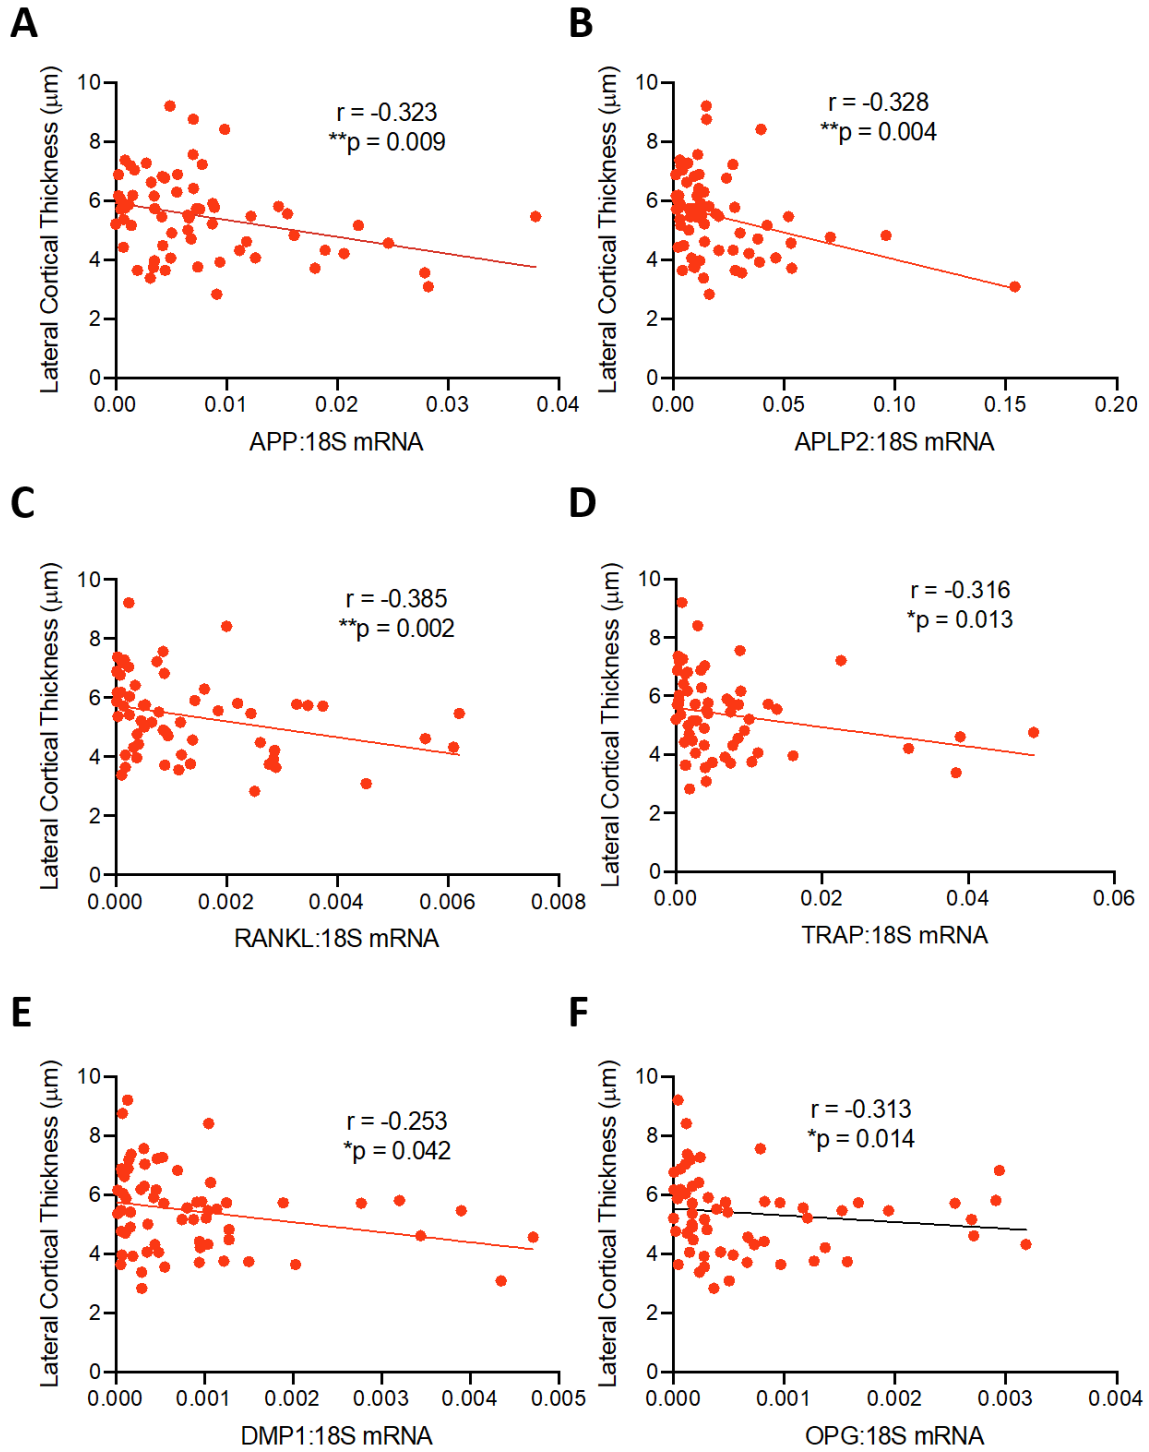 A
Lateral Cortical Thickness (μm)
10
8
6
4
2
0
r = -0.323
**p = 0.009
0.00 0.01 0.02 0.03 0.04
APP:18S mRNA
B
Lateral Cortical Thickness (μm)
10
8
6
4
2
0
r = -0.328
**p = 0.004
0.00 0.05 0.10 0.15 0.20
APLP2:18S mRNA
C
Lateral Cortical Thickness (μm)
10
8
6
4
2
0
r = -0.385
**p = 0.002
0.000 0.002 0.004 0.006 0.008
RANKL:18S mRNA
D
Lateral Cortical Thickness (μm)
10
8
6
4
2
0
r = -0.316
*p = 0.013
0.00 0.02 0.04 0.06
TRAP:18S mRNA
E
Lateral Cortical Thickness (μm)
10
8
6
4
2
0
r = -0.253
*p = 0.042
0.000 0.001 0.002 0.003 0.004 0.005
DMP1:18S mRNA
F
Lateral Cortical Thickness (μm)
10
8
6
4
2
0
r = -0.313
*p = 0.014
0.000 0.001 0.002 0.003 0.004
OPG:18S mRNA